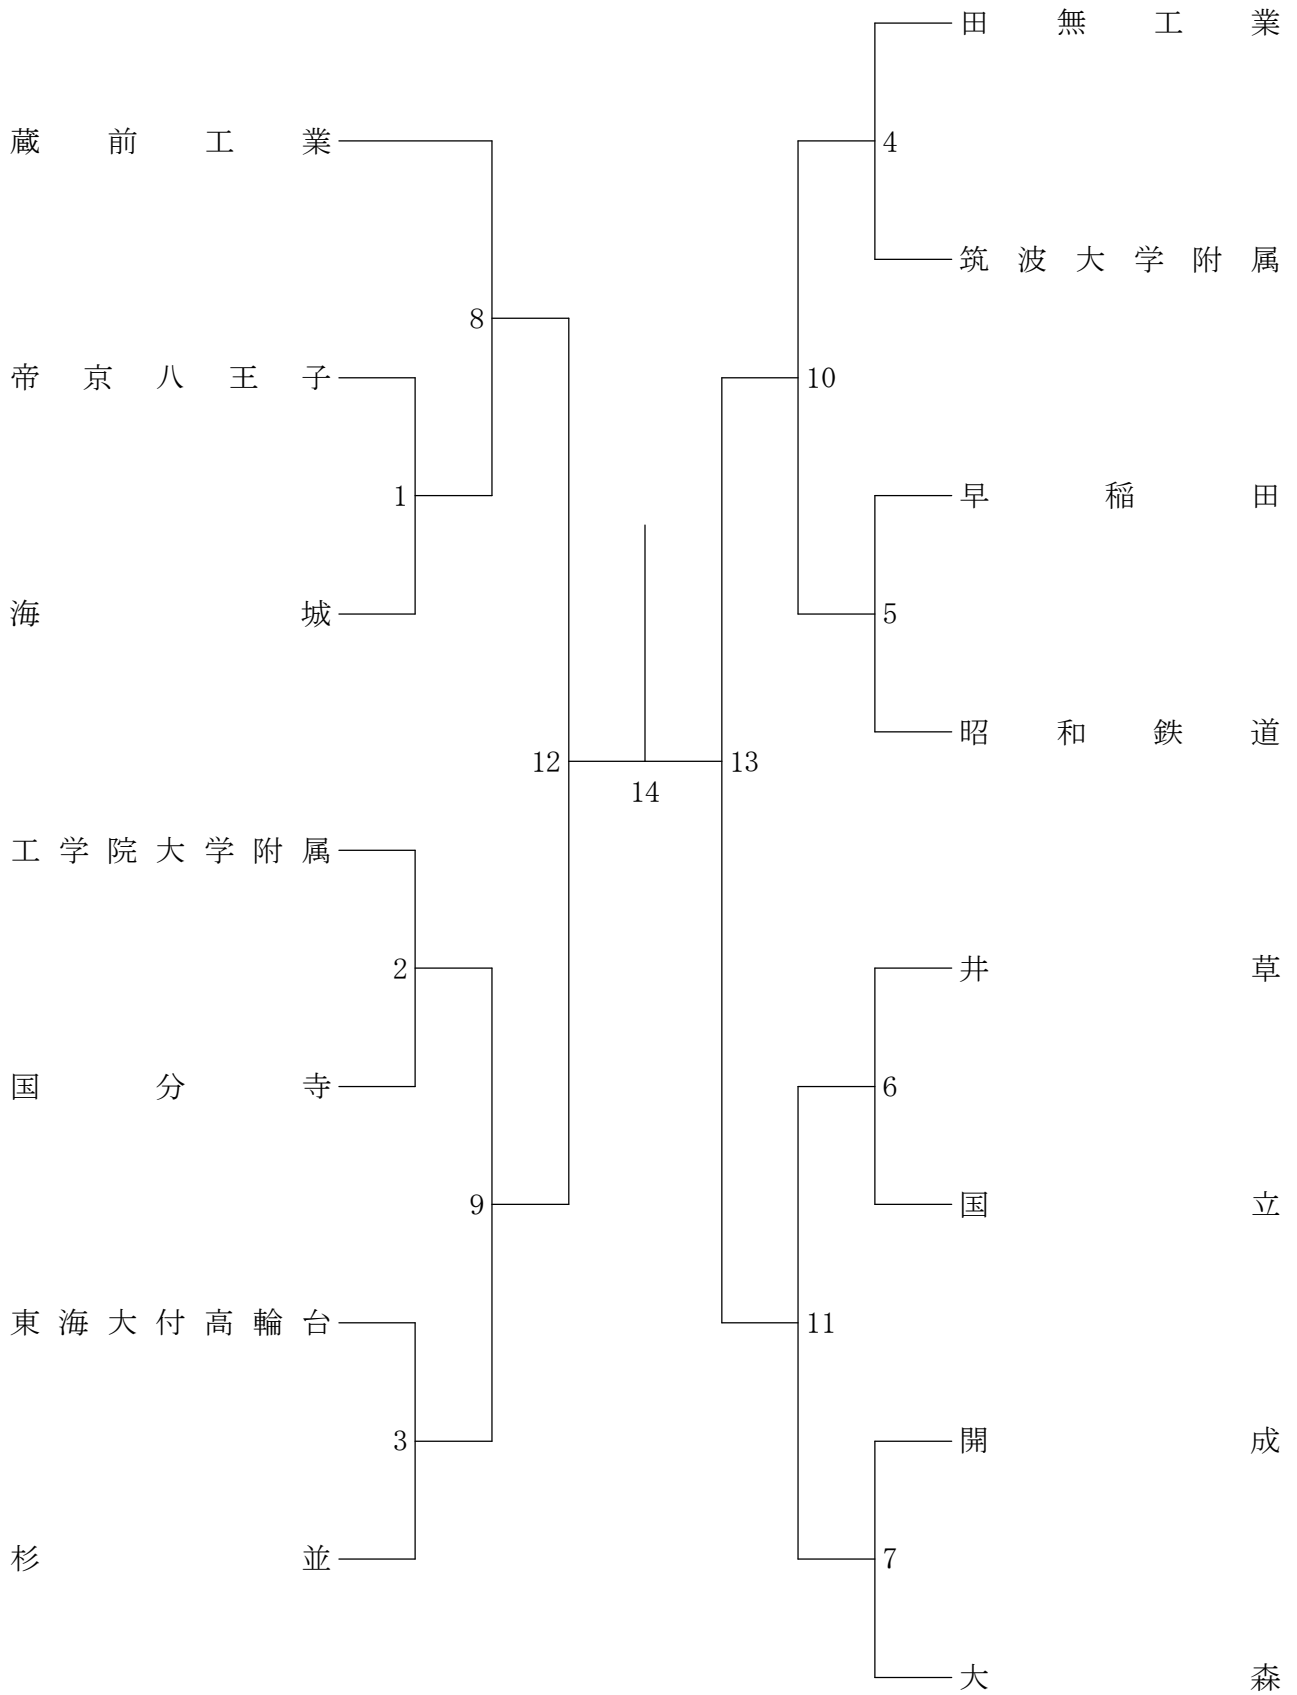 田無工業
蔵前工業
4
筑波大学附属
8
帝京八王子
10
1
早稲田
海城
5
昭和鉄道
12
13
14
工学院大学附属
2
井草
国分寺
6
9
国立
東海大付高輪台
11
3
開成
杉並
7
大森